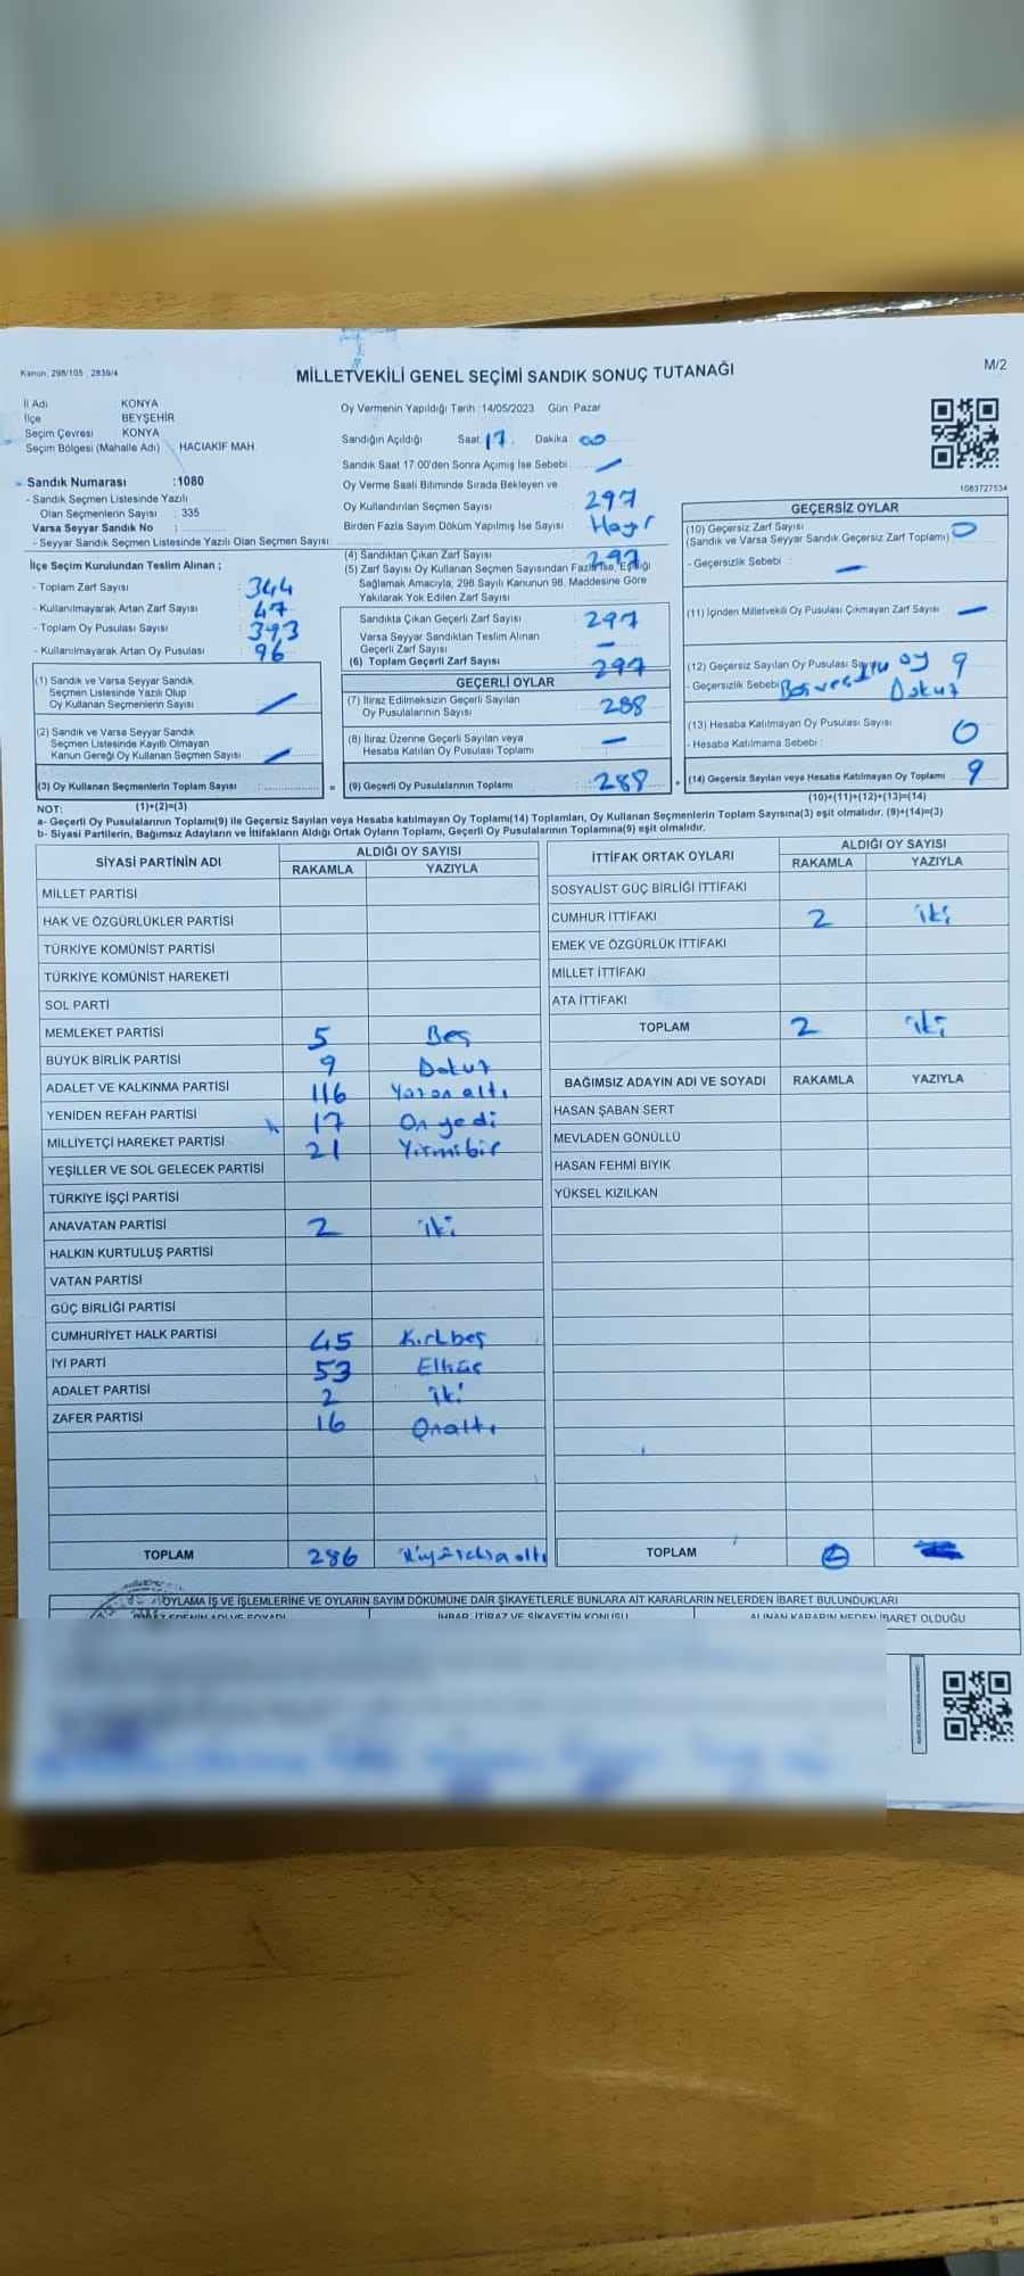 Kanun: 298/105, 2839/4
MİLLETVEKİLİ GENEL SEÇİMİ SANDIK SONUÇ TUTANAĞI
M/2
İl Adı KONYA
İlçe BEYŞEHİR
Seçim Çevresi KONYA
Seçim Bölgesi (Mahalle Adı) HACIAKİF MAH.
Sandık Numarası :1080
- Sandık Seçmen Listesinde Yazılı
Olan Seçmenlerin Sayısı : 335
Varsa Seyyar Sandık No :
- Seyyar Sandık Seçmen Listesinde Yazılı Olan Seçmen Sayısı:
Oy Vermenin Yapıldığı Tarih :14/05/2023 Gün: Pazar
Sandığın Açıldığı Saat: 17 Dakika: 00
Sandık Saat 17:00'den Sonra Açımış İse Sebebi: —
Oy Verme Saati Bitiminde Sırada Bekleyen ve
Oy Kullandırılan Seçmen Sayısı : 297
Birden Fazla Sayım Döküm Yapılmış İse Sayısı : Hayır
1083727534
İlçe Seçim Kurulundan Teslim Alınan ;
- Toplam Zarf Sayısı : 344
- Kullanılmayarak Artan Zarf Sayısı : 47
- Toplam Oy Pusulası Sayısı : 393
- Kullanılmayarak Artan Oy Pusulası : 96
(4) Sandıktan Çıkan Zarf Sayısı : 297
(5) Zarf Sayısı Oy Kullanan Seçmen Sayısından Fazla İse, Eşitliği
Sağlamak Amacıyla, 298 Sayılı Kanunun 98. Maddesine Göre
Yakılarak Yok Edilen Zarf Sayısı
Sandıkta Çıkan Geçerli Zarf Sayısı : 297
Varsa Seyyar Sandıktan Teslim Alınan
Geçerli Zarf Sayısı : —
(6) Toplam Geçerli Zarf Sayısı 297
(1) Sandık ve Varsa Seyyar Sandık
Seçmen Listesinde Yazılı Olup
Oy Kullanan Seçmenlerin Sayısı : —
(2) Sandık ve Varsa Seyyar Sandık
Seçmen Listesinde Kayıtlı Olmayan
Kanun Gereği Oy Kullanan Seçmen Sayısı : —
(3) Oy Kullanan Seçmenlerin Toplam Sayısı :
(1)+(2)=(3)
GEÇERLİ OYLAR
(7) İtiraz Edilmeksizin Geçerli Sayılan
Oy Pusulalarının Sayısı : 288
(8) İtiraz Üzerine Geçerli Sayılan veya
Hesaba Katılan Oy Pusulası Toplamı : —
= (9) Geçerli Oy Pusulalarının Toplamı : 288
GEÇERSİZ OYLAR
(10) Geçersiz Zarf Sayısı 0
(Sandık ve Varsa Seyyar Sandık Geçersiz Zarf Toplamı)
- Geçersizlik Sebebi : —
(11) İçinden Milletvekili Oy Pusulası Çıkmayan Zarf Sayısı —
(12) Geçersiz Sayılan Oy Pusulası Sayısı 9
- Geçersizlik Sebebi oy Dokuz
(13) Hesaba Katılmayan Oy Pusulası Sayısı 0
- Hesaba Katılmama Sebebi :
+ (14) Geçersiz Sayılan veya Hesaba Katılmayan Oy Toplamı 9
(10)+(11)+(12)+(13)=(14)
NOT:
a- Geçerli Oy Pusulalarının Toplamı(9) ile Geçersiz Sayılan veya Hesaba katılmayan Oy Toplamı(14) Toplamları, Oy Kullanan Seçmenlerin Toplam Sayısına(3) eşit olmalıdır. (9)+(14)=(3)
b- Siyasi Partilerin, Bağımsız Adayların ve İttifakların Aldığı Ortak Oyların Toplamı, Geçerli Oy Pusulalarının Toplamına(9) eşit olmalıdır.
SİYASİ PARTİNİN ADI ALDIĞI OY SAYISI
RAKAMLA YAZIYLA
MİLLET PARTİSİ
HAK VE ÖZGÜRLÜKLER PARTİSİ
TÜRKİYE KOMÜNİST PARTİSİ
TÜRKİYE KOMÜNİST HAREKETİ
SOL PARTİ
MEMLEKET PARTİSİ 5 Beş
BÜYÜK BİRLİK PARTİSİ 9 Dokuz
ADALET VE KALKINMA PARTİSİ 116 Yüzonaltı
YENİDEN REFAH PARTİSİ 17 On yedi
MİLLİYETÇİ HAREKET PARTİSİ 21 Yirmibir
YEŞİLLER VE SOL GELECEK PARTİSİ
TÜRKİYE İŞÇİ PARTİSİ
ANAVATAN PARTİSİ 2 iki
HALKIN KURTULUŞ PARTİSİ
VATAN PARTİSİ
GÜÇ BİRLİĞİ PARTİSİ
CUMHURİYET HALK PARTİSİ 45 Kırkbeş
İYİ PARTİ 53 Elliüç
ADALET PARTİSİ 2 iki
ZAFER PARTİSİ 16 Onaltı
TOPLAM 286
İTTİFAK ORTAK OYLARI ALDIĞI OY SAYISI
RAKAMLA YAZIYLA
SOSYALİST GÜÇ BİRLİĞİ İTTİFAKI
CUMHUR İTTİFAKI 2 iki
EMEK VE ÖZGÜRLÜK İTTİFAKI
MİLLET İTTİFAKI
ATA İTTİFAKI
TOPLAM 2 iki
BAĞIMSIZ ADAYIN ADI VE SOYADI RAKAMLA YAZIYLA
HASAN ŞABAN SERT
MEVLADEN GÖNÜLLÜ
HASAN FEHMİ BIYIK
YÜKSEL KIZILKAN
TOPLAM
OYLAMA İŞ VE İŞLEMLERİNE VE OYLARIN SAYIM DÖKÜMÜNE DAİR ŞİKAYETLERLE BUNLARA AİT KARARLARIN NELERDEN İBARET BULUNDUKLARI
İHBAR, İTİRAZ VE ŞİKAYETİN KONUSU
ALINAN KARARIN NEDEN İBARET OLDUĞU